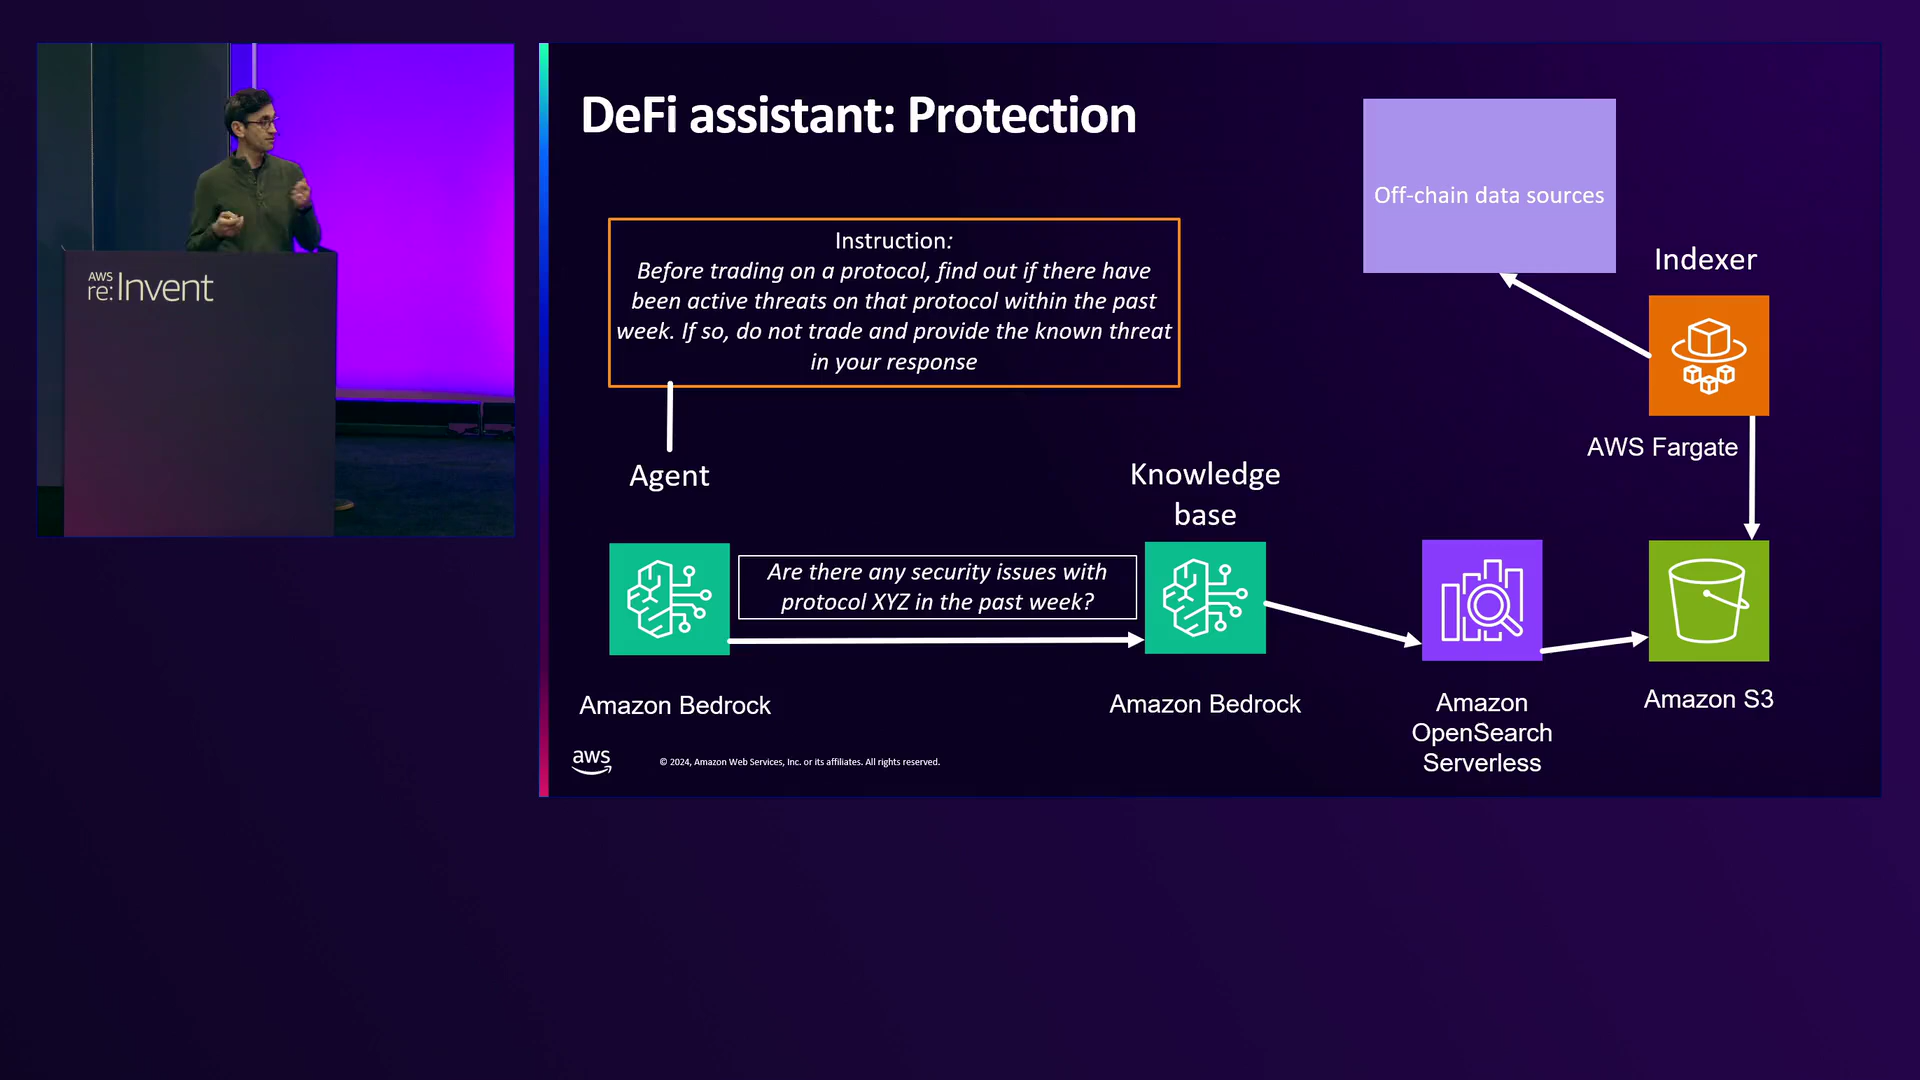 AWS
re:Invent
DeFi assistant: Protection
Instruction:
Before trading on a protocol, find out if there have
been active threats on that protocol within the past
week. If so, do not trade and provide the known threat
in your response
Off-chain data sources
Indexer
AWS Fargate
Agent
Knowledge
base
Are there any security issues with
protocol XYZ in the past week?
Amazon Bedrock
Amazon Bedrock
Amazon
OpenSearch
Serverless
Amazon S3
aws
© 2024, Amazon Web Services, Inc. or its affiliates. All rights reserved.